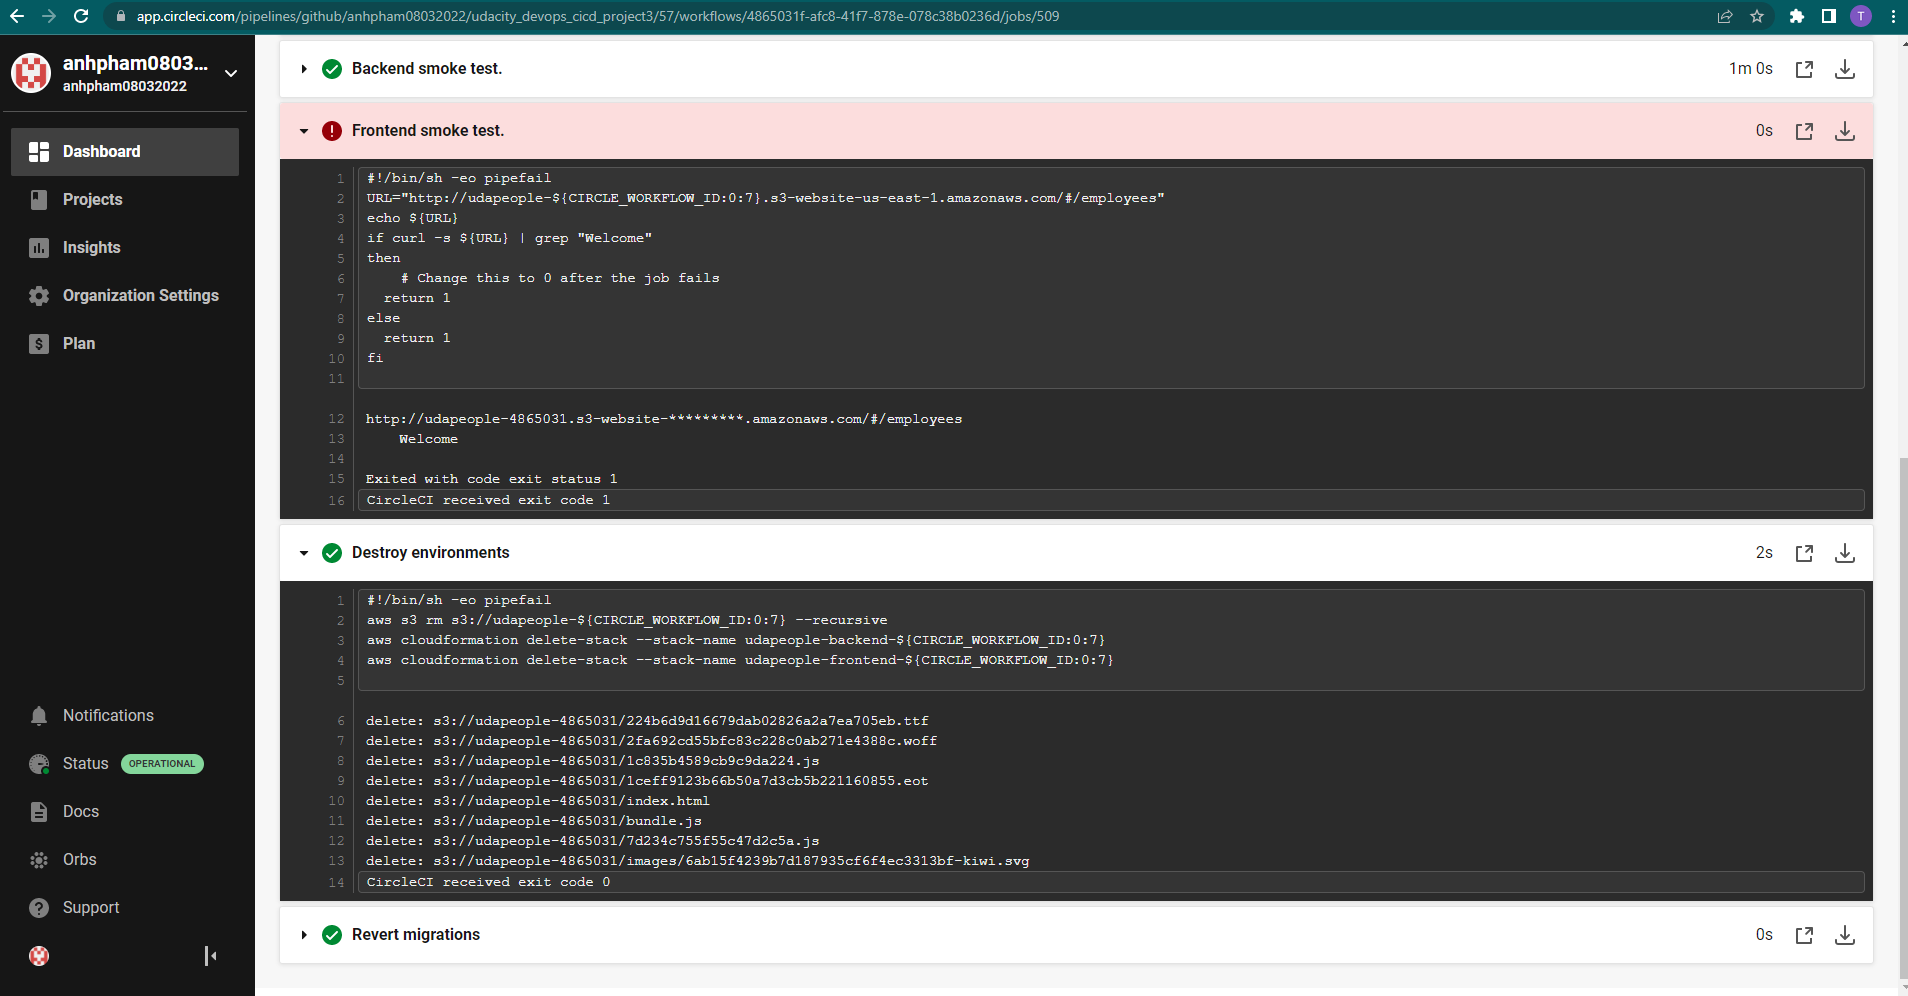 app.circleci.com/pipelines/github/anhpham08032022/udacity_devops_cicd_project3/57/workflows/4865031f-afc8-41f7-878e-078c38b0236d/jobs/509
T
anhpham0803...
anhpham08032022
Dashboard
Projects
Insights
Organization Settings
Plan
Notifications
Status OPERATIONAL
Docs
Orbs
Support
Backend smoke test. 1m 0s
Frontend smoke test. 0s
1 #!/bin/sh -eo pipefail
2 URL="http://udapeople-${CIRCLE_WORKFLOW_ID:0:7}.s3-website-us-east-1.amazonaws.com/#/employees"
3 echo ${URL}
4 if curl -s ${URL} | grep "Welcome"
5 then
6 # Change this to 0 after the job fails
7 return 1
8 else
9 return 1
10 fi
11
12 http://udapeople-4865031.s3-website-*********.amazonaws.com/#/employees
13 Welcome
14
15 Exited with code exit status 1
16 CircleCI received exit code 1
Destroy environments 2s
1 #!/bin/sh -eo pipefail
2 aws s3 rm s3://udapeople-${CIRCLE_WORKFLOW_ID:0:7} --recursive
3 aws cloudformation delete-stack --stack-name udapeople-backend-${CIRCLE_WORKFLOW_ID:0:7}
4 aws cloudformation delete-stack --stack-name udapeople-frontend-${CIRCLE_WORKFLOW_ID:0:7}
5
6 delete: s3://udapeople-4865031/224b6d9d16679dab02826a2a7ea705eb.ttf
7 delete: s3://udapeople-4865031/2fa692cd55bfc83c228c0ab271e4388c.woff
8 delete: s3://udapeople-4865031/1c835b4589cb9c9da224.js
9 delete: s3://udapeople-4865031/1ceff9123b66b50a7d3cb5b221160855.eot
10 delete: s3://udapeople-4865031/index.html
11 delete: s3://udapeople-4865031/bundle.js
12 delete: s3://udapeople-4865031/7d234c755f55c47d2c5a.js
13 delete: s3://udapeople-4865031/images/6ab15f4239b7d187935cf6f4ec3313bf-kiwi.svg
14 CircleCI received exit code 0
Revert migrations 0s